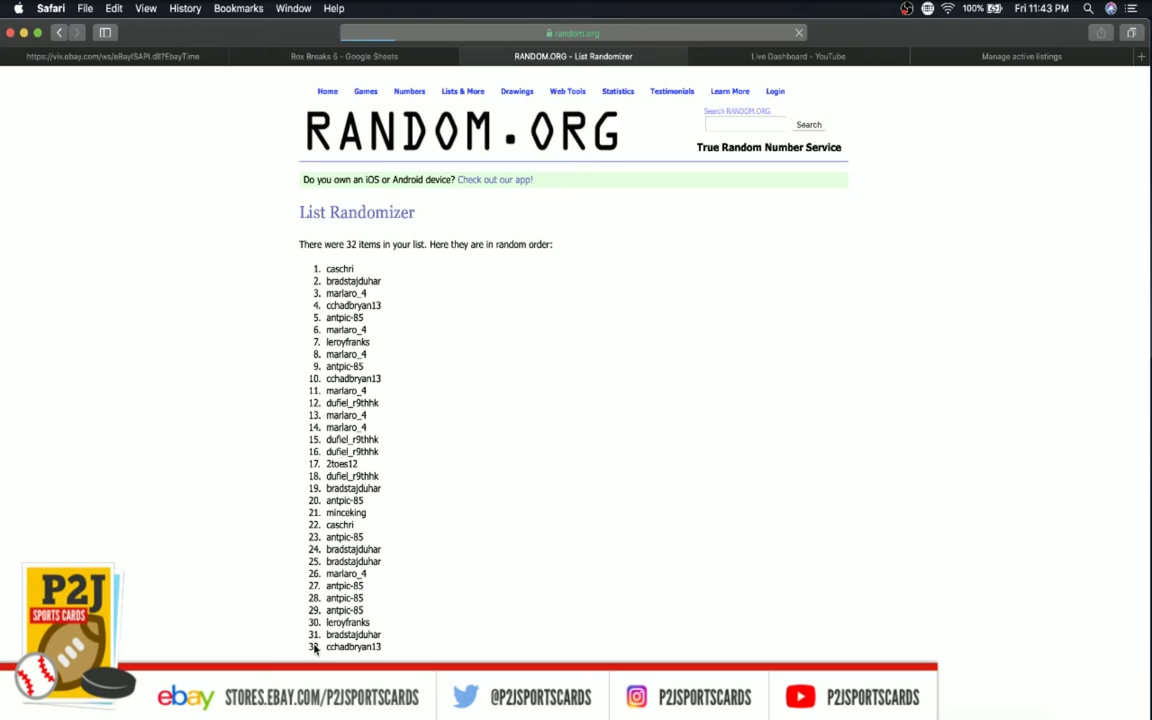 Safari File Edit View History Bookmarks Window Help 100% Fri 11:43 PM
random.org
https://viv.ebay.com/ws/eBayISAPI.dll?EbayTime Box Breaks 6 - Google Sheets RANDOM.ORG - List Randomizer Live Dashboard - YouTube Manage active listings
Home Games Numbers Lists & More Drawings Web Tools Statistics Testimonials Learn More Login
Search RANDOM.ORG
RANDOM.ORG
Search
True Random Number Service
Do you own an iOS or Android device? Check out our app!
List Randomizer
There were 32 items in your list. Here they are in random order:
1. caschri
2. bradstajduhar
3. marlaro_4
4. cchadbryan13
5. antpic-85
6. marlaro_4
7. leroyfranks
8. marlaro_4
9. antpic-85
10. cchadbryan13
11. marlaro_4
12. dufiel_r9thhk
13. marlaro_4
14. marlaro_4
15. dufiel_r9thhk
16. dufiel_r9thhk
17. 2toes12
18. dufiel_r9thhk
19. bradstajduhar
20. antpic-85
21. minceking
22. caschri
23. antpic-85
24. bradstajduhar
25. bradstajduhar
26. marlaro_4
27. antpic-85
28. antpic-85
29. antpic-85
30. leroyfranks
31. bradstajduhar
32. cchadbryan13
P2J
SPORTS CARDS
ebay STORES.EBAY.COM/P2JSPORTSCARDS @P2JSPORTSCARDS P2JSPORTSCARDS P2JSPORTSCARDS